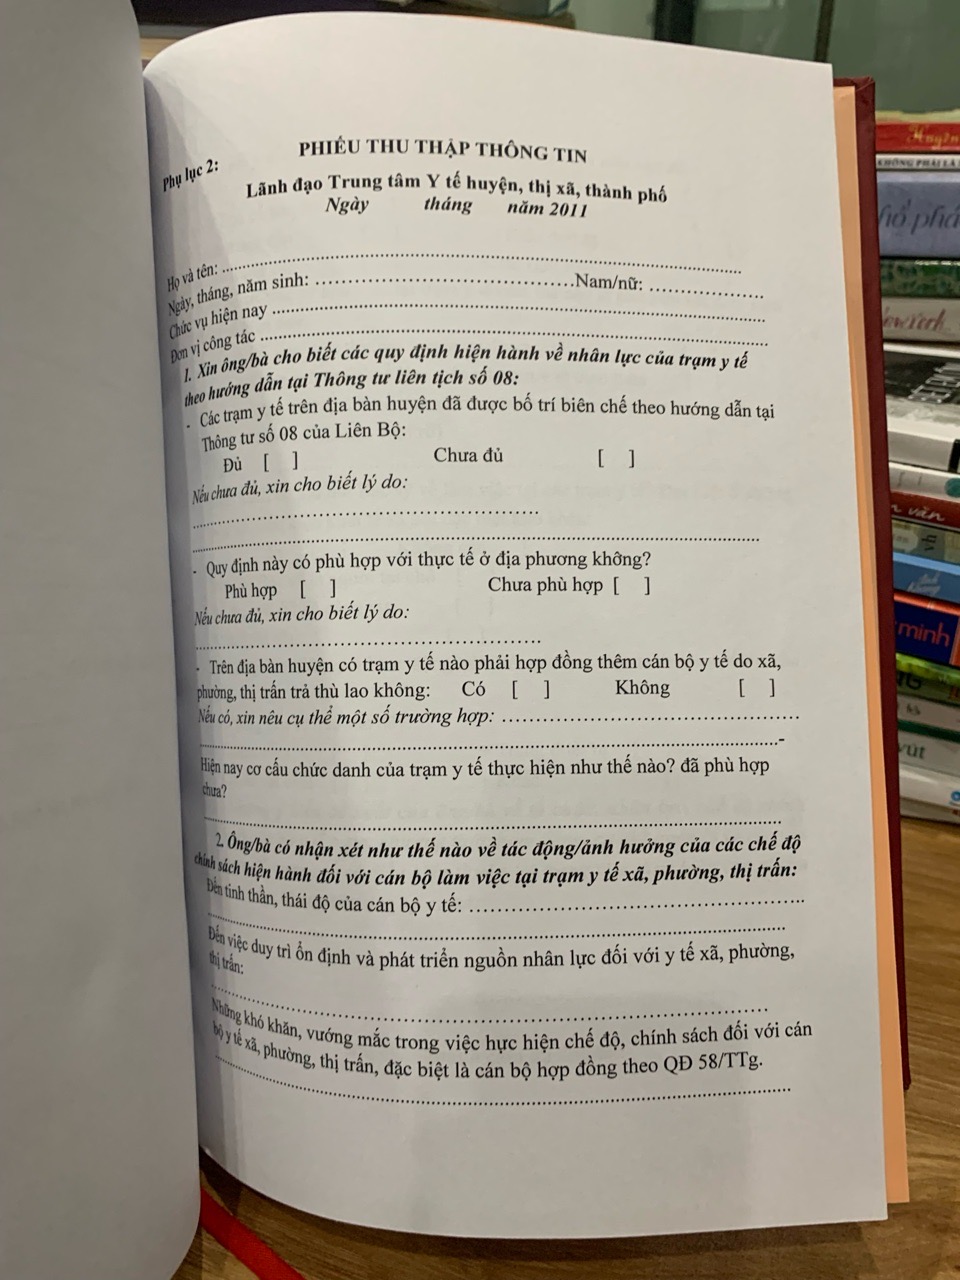 Phụ lục 2:
PHIẾU THU THẬP THÔNG TIN
Lãnh đạo Trung tâm Y tế huyện, thị xã, thành phố
Ngày tháng năm 2011
Họ và tên: ........................................................................
Ngày, tháng, năm sinh: ........................................Nam/nữ: ..................
Chức vụ hiện nay ........................................................................
Đơn vị công tác ........................................................................
1. Xin ông/bà cho biết các quy định hiện hành về nhân lực của trạm y tế
theo hướng dẫn tại Thông tư liên tịch số 08:
- Các trạm y tế trên địa bàn huyện đã được bố trí biên chế theo hướng dẫn tại
Thông tư số 08 của Liên Bộ:
Đủ [ ] Chưa đủ [ ]
Nếu chưa đủ, xin cho biết lý do:
........................................................
........................................................................................
- Quy định này có phù hợp với thực tế ở địa phương không?
Phù hợp [ ] Chưa phù hợp [ ]
Nếu chưa đủ, xin cho biết lý do:
........................................................
- Trên địa bàn huyện có trạm y tế nào phải hợp đồng thêm cán bộ y tế do xã,
phường, thị trấn trả thù lao không: Có [ ] Không [ ]
Nếu có, xin nêu cụ thể một số trường hợp: ................................................
........................................................................................-
Hiện nay cơ cấu chức danh của trạm y tế thực hiện như thế nào? đã phù hợp
chưa?
........................................................................................
2. Ông/bà có nhận xét như thế nào về tác động/ảnh hưởng của các chế độ
chính sách hiện hành đối với cán bộ làm việc tại trạm y tế xã, phường, thị trấn:
Đến tinh thần, thái độ của cán bộ y tế: ................................................
........................................................................................
Đến việc duy trì ổn định và phát triển nguồn nhân lực đối với y tế xã, phường,
thị trấn:
........................................................................................
Những khó khăn, vướng mắc trong việc hực hiện chế độ, chính sách đối với cán
bộ y tế xã, phường, thị trấn, đặc biệt là cán bộ hợp đồng theo QĐ 58/TTg.
........................................................................................
KHÔNG PHẢI LÀ
NewYork
n văn
minh